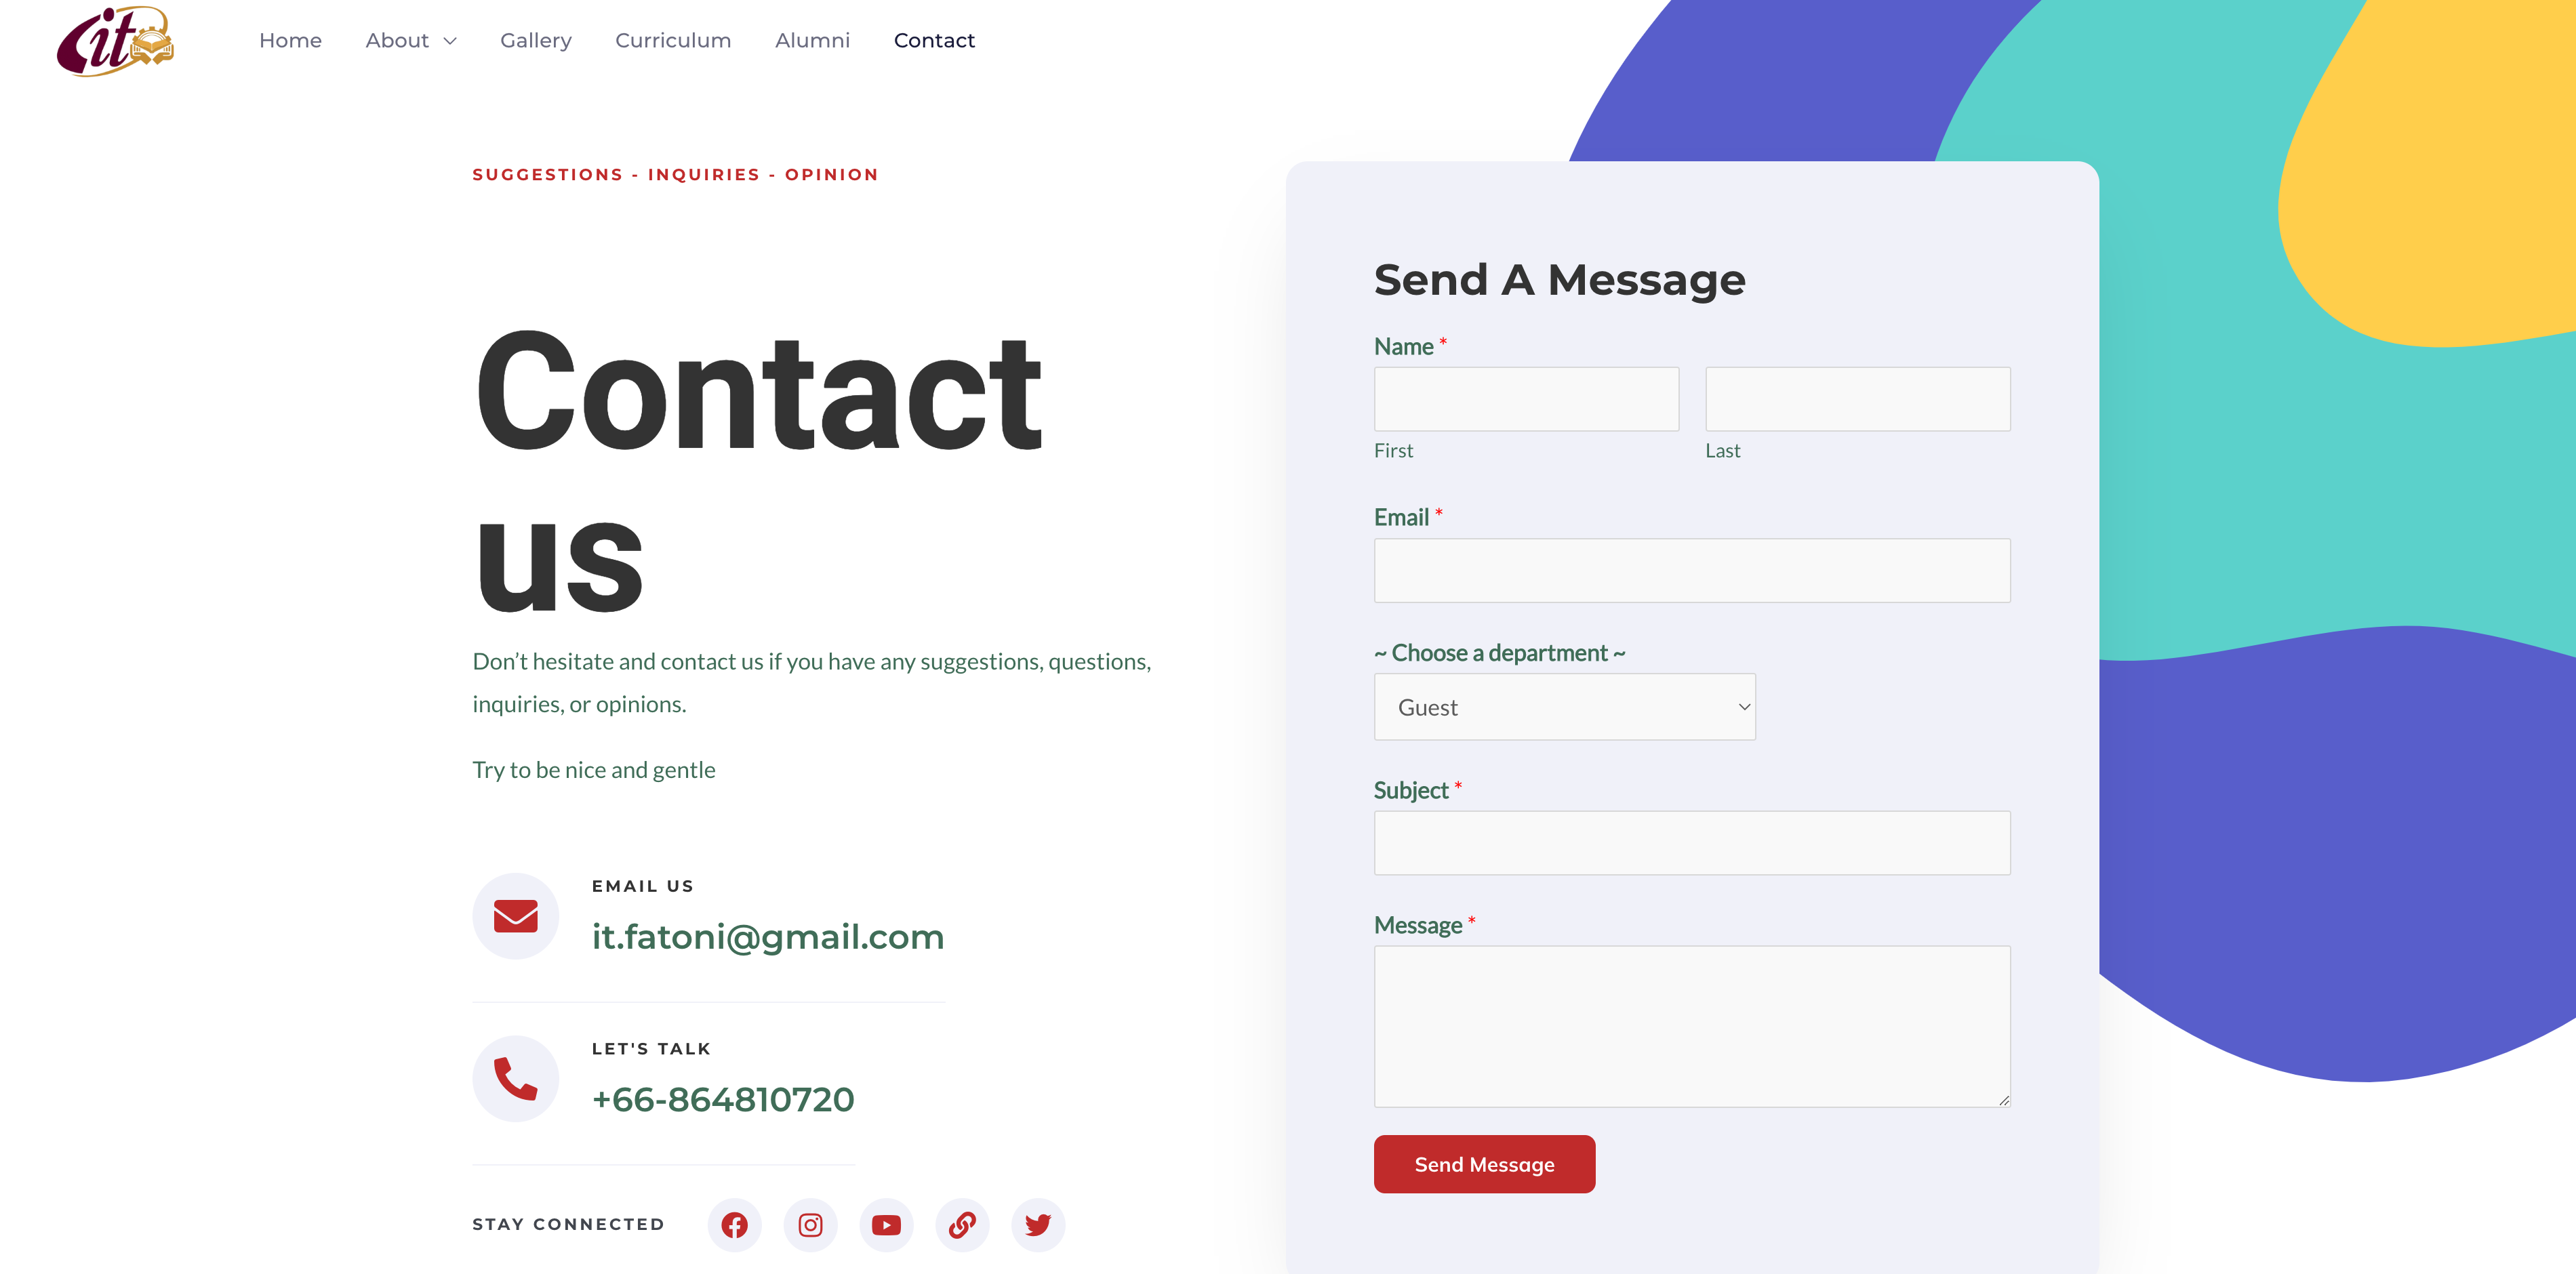 cit
Home About Gallery Curriculum Alumni Contact
SUGGESTIONS - INQUIRIES - OPINION
Contact
us
Don’t hesitate and contact us if you have any suggestions, questions,
inquiries, or opinions.
Try to be nice and gentle
EMAIL US
it.fatoni@gmail.com
LET'S TALK
+66-864810720
STAY CONNECTED
Send A Message
Name *
First Last
Email *
~ Choose a department ~
Guest
Subject *
Message *
Send Message